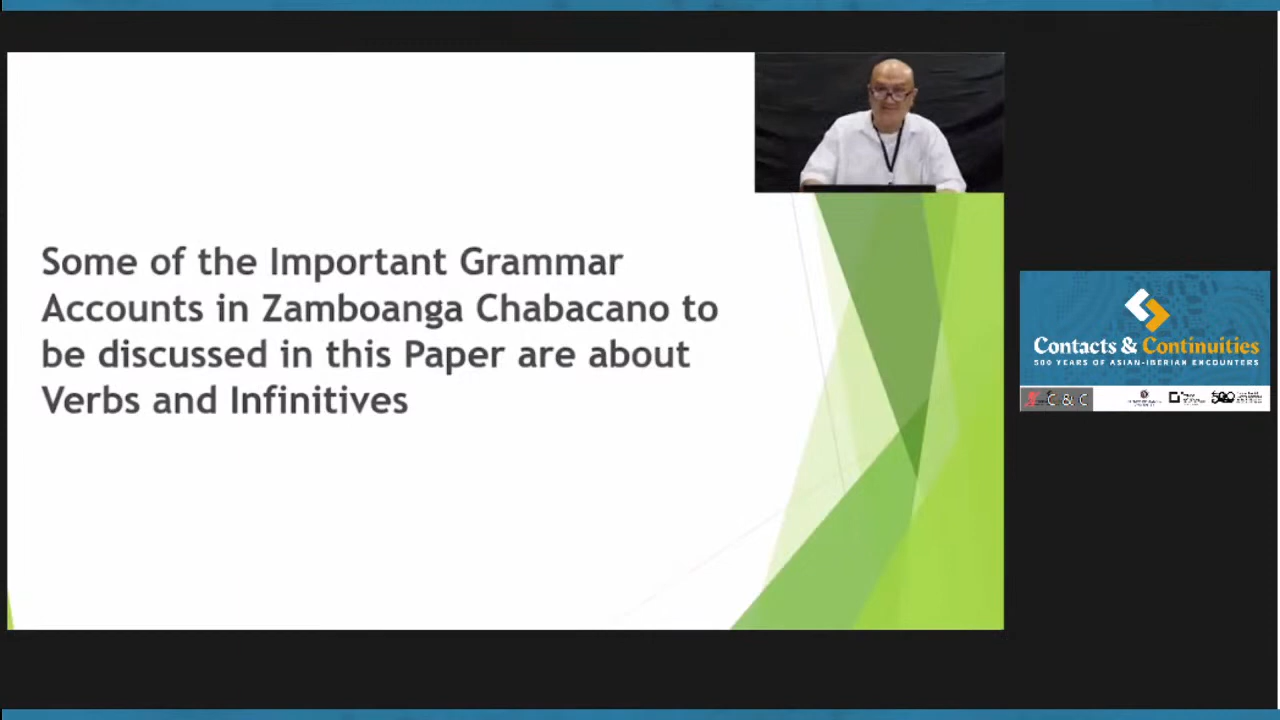 Some of the Important Grammar
Accounts in Zamboanga Chabacano to
be discussed in this Paper are about
Verbs and Infinitives
Contacts & Continuities
500 YEARS OF ASIAN-IBERIAN ENCOUNTERS
C & C
500